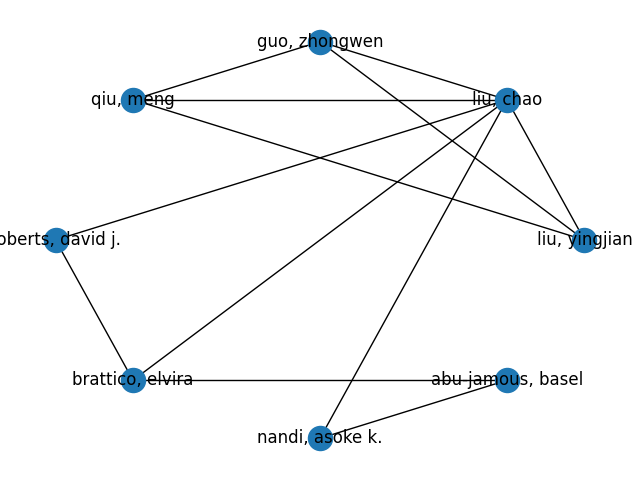 guo, zhongwen
qiu, meng
liu, chao
oberts, david j.
liu, yingjian
brattico, elvira
abu jamous, basel
nandi, asoke k.